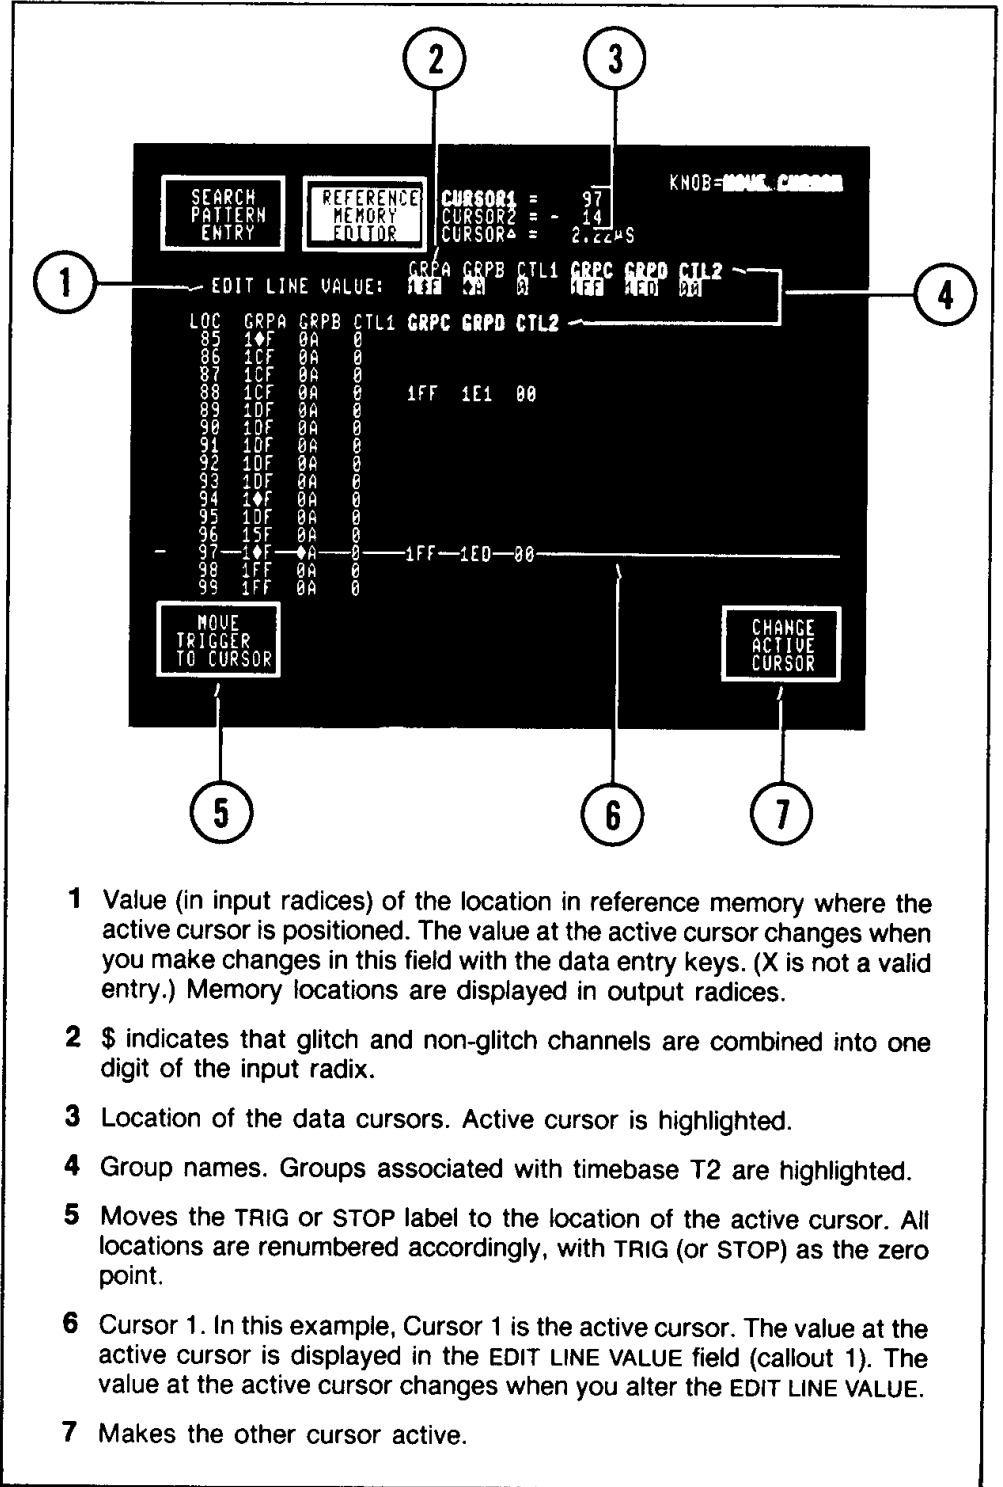 2
3
KNOB=MOVE CURSOR
SEARCH
PATTERN
ENTRY
REFERENCE
MEMORY
EDITOR
CURSOR1 = 97
CURSOR2 = - 14
CURSOR△ = 2.22µS
1
GRPA GRPB CTL1 GRPC GRPD CTL2
EDIT LINE VALUE: 1$F ♦A 0 1FF 1ED 00
4
LOC GRPA GRPB CTL1 GRPC GRPD CTL2
85 1♦F 0A 0
86 1CF 0A 0
87 1CF 0A 0
88 1CF 0A 0 1FF 1E1 00
89 1DF 0A 0
90 1DF 0A 0
91 1DF 0A 0
92 1DF 0A 0
93 1DF 0A 0
94 1♦F 0A 0
95 1DF 0A 0
96 15F 0A 0
- 97—1♦F—♦A—0—1FF—1ED—00
98 1FF 0A 0
99 1FF 0A 0
MOVE
TRIGGER
TO CURSOR
CHANGE
ACTIVE
CURSOR
5
6
7
1 Value (in input radices) of the location in reference memory where the
active cursor is positioned. The value at the active cursor changes when
you make changes in this field with the data entry keys. (X is not a valid
entry.) Memory locations are displayed in output radices.
2 $ indicates that glitch and non-glitch channels are combined into one
digit of the input radix.
3 Location of the data cursors. Active cursor is highlighted.
4 Group names. Groups associated with timebase T2 are highlighted.
5 Moves the TRIG or STOP label to the location of the active cursor. All
locations are renumbered accordingly, with TRIG (or STOP) as the zero
point.
6 Cursor 1. In this example, Cursor 1 is the active cursor. The value at the
active cursor is displayed in the EDIT LINE VALUE field (callout 1). The
value at the active cursor changes when you alter the EDIT LINE VALUE.
7 Makes the other cursor active.